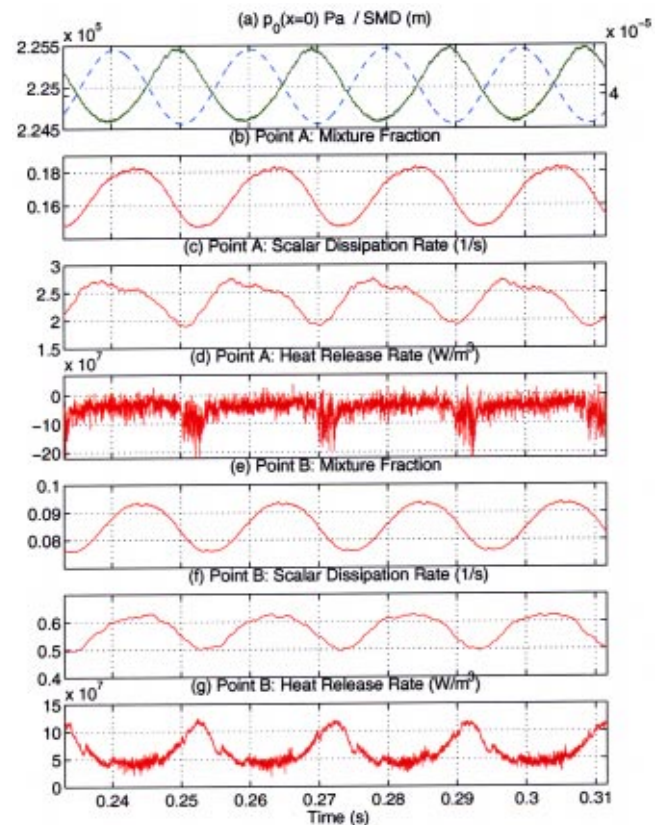 (a) p0(x=0) Pa / SMD (m)
x 10^5
x 10^-5
2.255
2.25
4
2.245
(b) Point A: Mixture Fraction
0.18
0.16
(c) Point A: Scalar Dissipation Rate (1/s)
3
2.5
2
1.5
(d) Point A: Heat Release Rate (W/m^3)
x 10^7
0
-10
-20
(e) Point B: Mixture Fraction
0.1
0.09
0.08
(f) Point B: Scalar Dissipation Rate (1/s)
0.6
0.5
0.4
(g) Point B: Heat Release Rate (W/m^3)
x 10^7
15
10
5
0
0.24 0.25 0.26 0.27 0.28 0.29 0.3 0.31
Time (s)